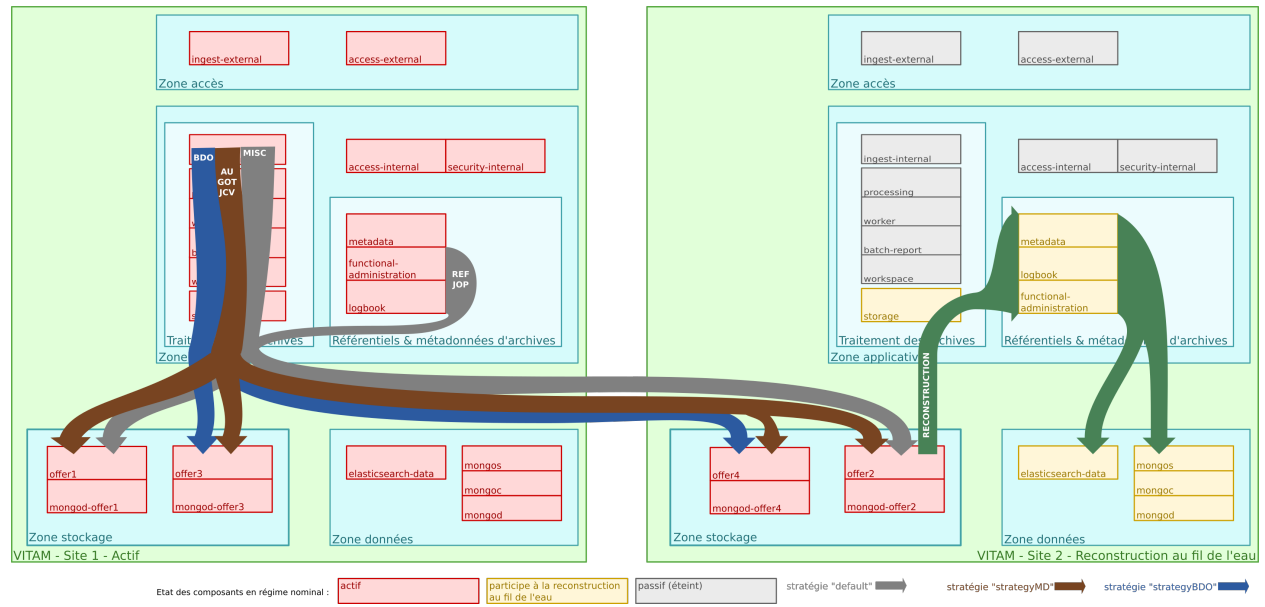 ingest-external
access-external
Zone accès
BDO
AU
GOT
JCV
MISC
access-internal
security-internal
metadata
functional-
administration
logbook
REF
JOP
Référentiels & métadonnées d'archives
offer1
mongod-offer1
offer3
mongod-offer3
Zone stockage
elasticsearch-data
mongos
mongoc
mongod
Zone données
VITAM - Site 1 - Actif
ingest-external
access-external
Zone accès
ingest-internal
processing
worker
batch-report
workspace
storage
Traitement des archives
access-internal
security-internal
metadata
logbook
functional-
administration
Référentiels & d'archives
Zone
RECONSTRUCTION
offer4
mongod-offer4
offer2
mongod-offer2
Zone stockage
elasticsearch-data
mongos
mongoc
mongod
Zone données
VITAM - Site 2 - Reconstruction au fil de l'eau
Etat des composants en régime nominal :
actif
participe à la reconstruction
au fil de l'eau
passif (éteint)
stratégie "default"
stratégie "strategyMD"
stratégie "strategyBDO"